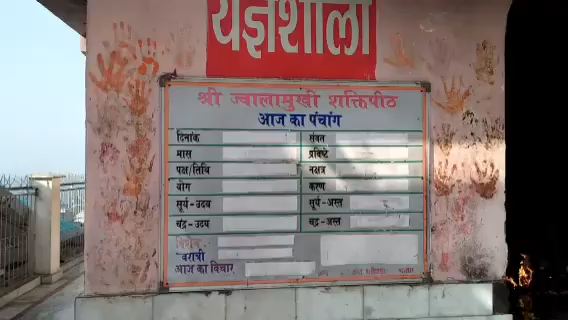 यज्ञशाला
श्री ज्वालामुखी शक्तिपीठ
आज का पंचांग
दिनांक संवत
मास प्रविष्टे
पक्ष/तिथि नक्षत्र
योग करण
सूर्य-उदय सूर्य-अस्त
चंद्र-उदय चंद्र-अस्त
विशेष
वरात्री
आज का विचार